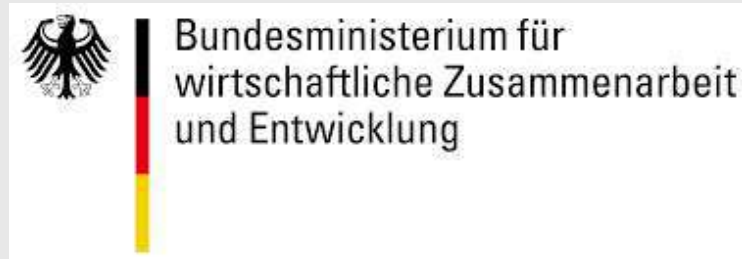 Bundesministerium für
wirtschaftliche Zusammenarbeit
und Entwicklung